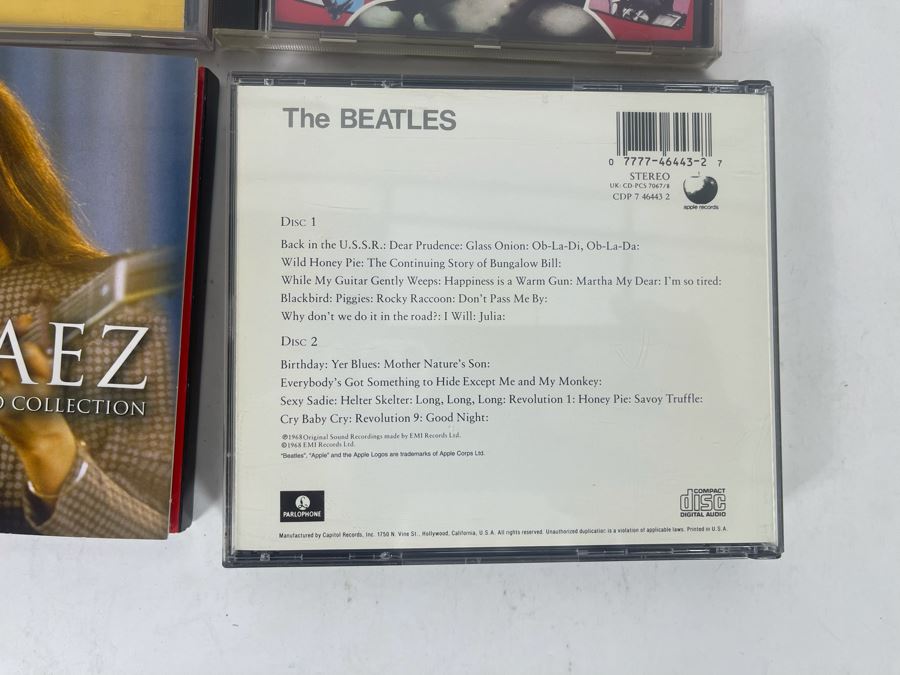 The BEATLES
0 7777-46443-2 7
STEREO
UK: CD-PCS 7067/8
CDP 7 46443 2
apple records
DISC 1
Back in the U.S.S.R.: Dear Prudence: Glass Onion: Ob-La-Di, Ob-La-Da:
Wild Honey Pie: The Continuing Story of Bungalow Bill:
While My Guitar Gently Weeps: Happiness is a Warm Gun: Martha My Dear: I'm so tired:
Blackbird: Piggies: Rocky Raccoon: Don't Pass Me By:
Why don't we do it in the road?: I Will: Julia:
DISC 2
Birthday: Yer Blues: Mother Nature's Son:
Everybody's Got Something to Hide Except Me and My Monkey:
Sexy Sadie: Helter Skelter: Long, Long, Long: Revolution 1: Honey Pie: Savoy Truffle:
Cry Baby Cry: Revolution 9: Good Night:
℗1968 Original Sound Recordings made by EMI Records Ltd.
©1968 EMI Records Ltd.
"Beatles", "Apple" and the Apple Logos are trademarks of Apple Corps Ltd.
PARLOPHONE
COMPACT
disc
DIGITAL AUDIO
Manufactured by Capitol Records, Inc. 1750 N. Vine St., Hollywood, California, U.S.A. All rights reserved. Unauthorized duplication is a violation of applicable laws. Printed in U.S.A.
AEZ
O COLLECTION